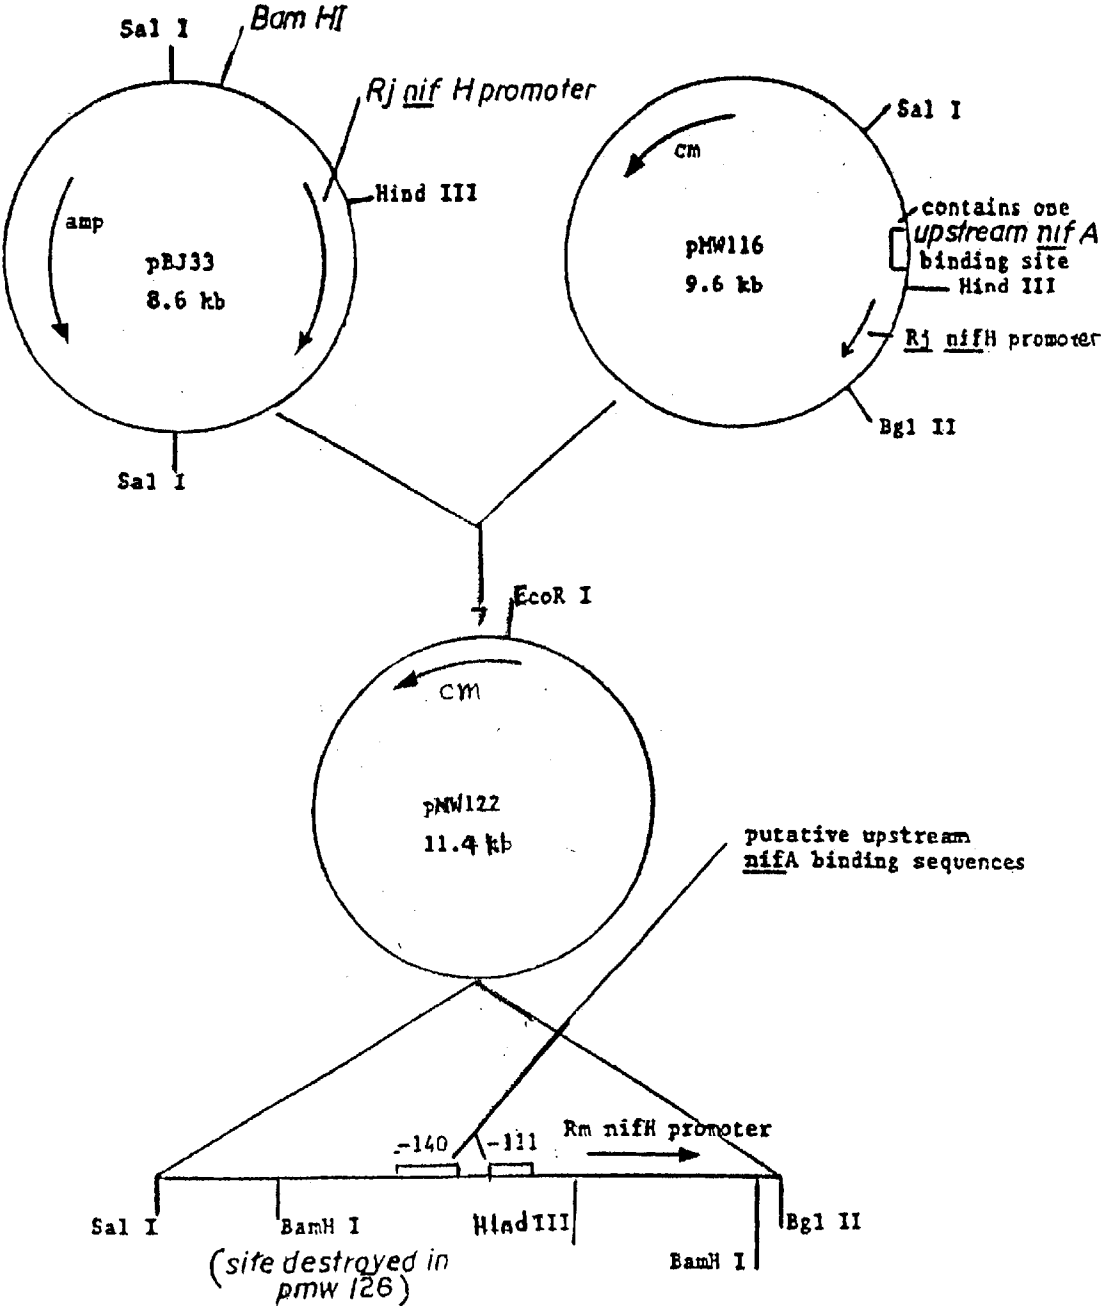 Sal I
Bam HI
Rj nif H promoter
Hind III
amp
pBJ33
8.6 kb
Sal I
cm
Sal I
contains one
upstream nif A
binding site
pMW116
9.6 kb
Hind III
Rj nifH promoter
Bgl II
EcoR I
cm
pMW122
11.4 kb
putative upstream
nifA binding sequences
-140
-111
Rm nifH promoter
Sal I
BamH I
Hind III
Bgl II
BamH I
(site destroyed in
pmw 126)